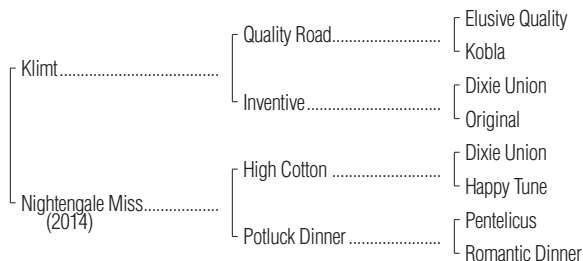 Elusive Quality
Quality Road
Kobla
Klimt
Dixie Union
Inventive
Original
Dixie Union
High Cotton
Happy Tune
Nightengale Miss
(2014)
Pentelicus
Potluck Dinner
Romantic Dinner